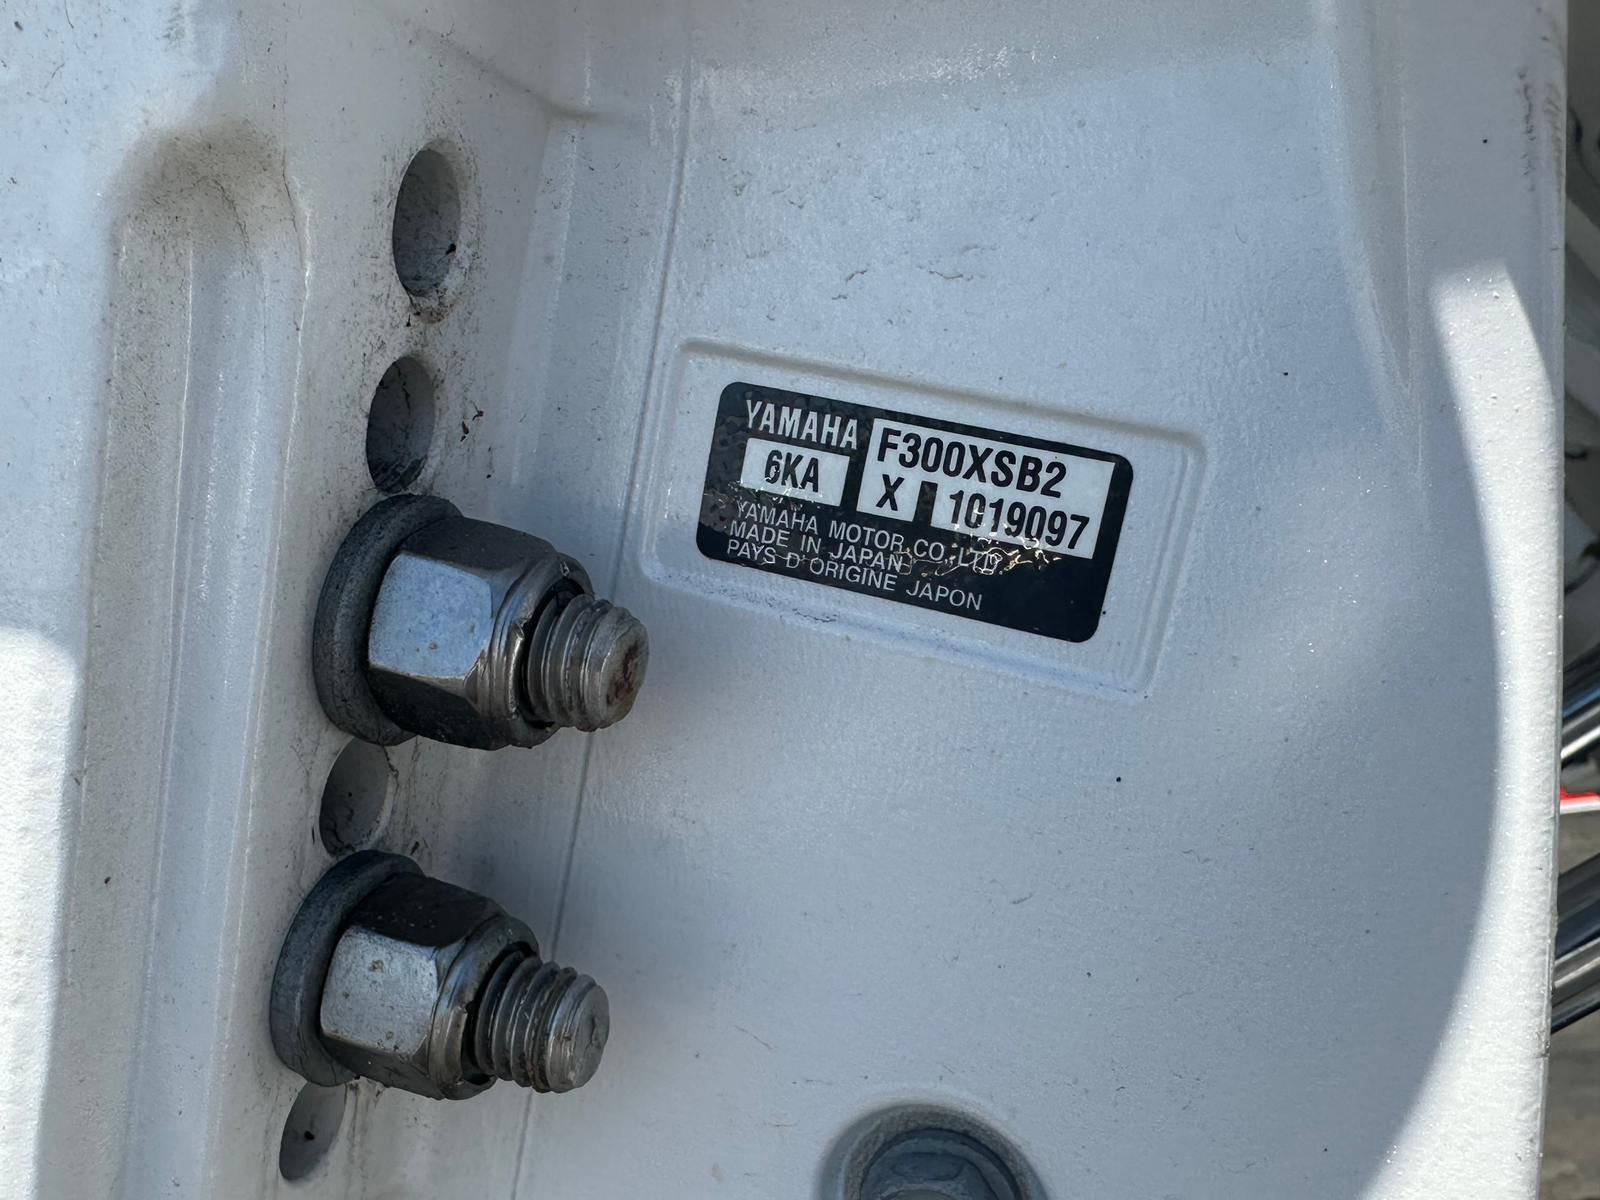 YAMAHA F300XSB2
6KA X 1019097
YAMAHA MOTOR CO.,LTD.
MADE IN JAPAN
PAYS D'ORIGINE JAPON